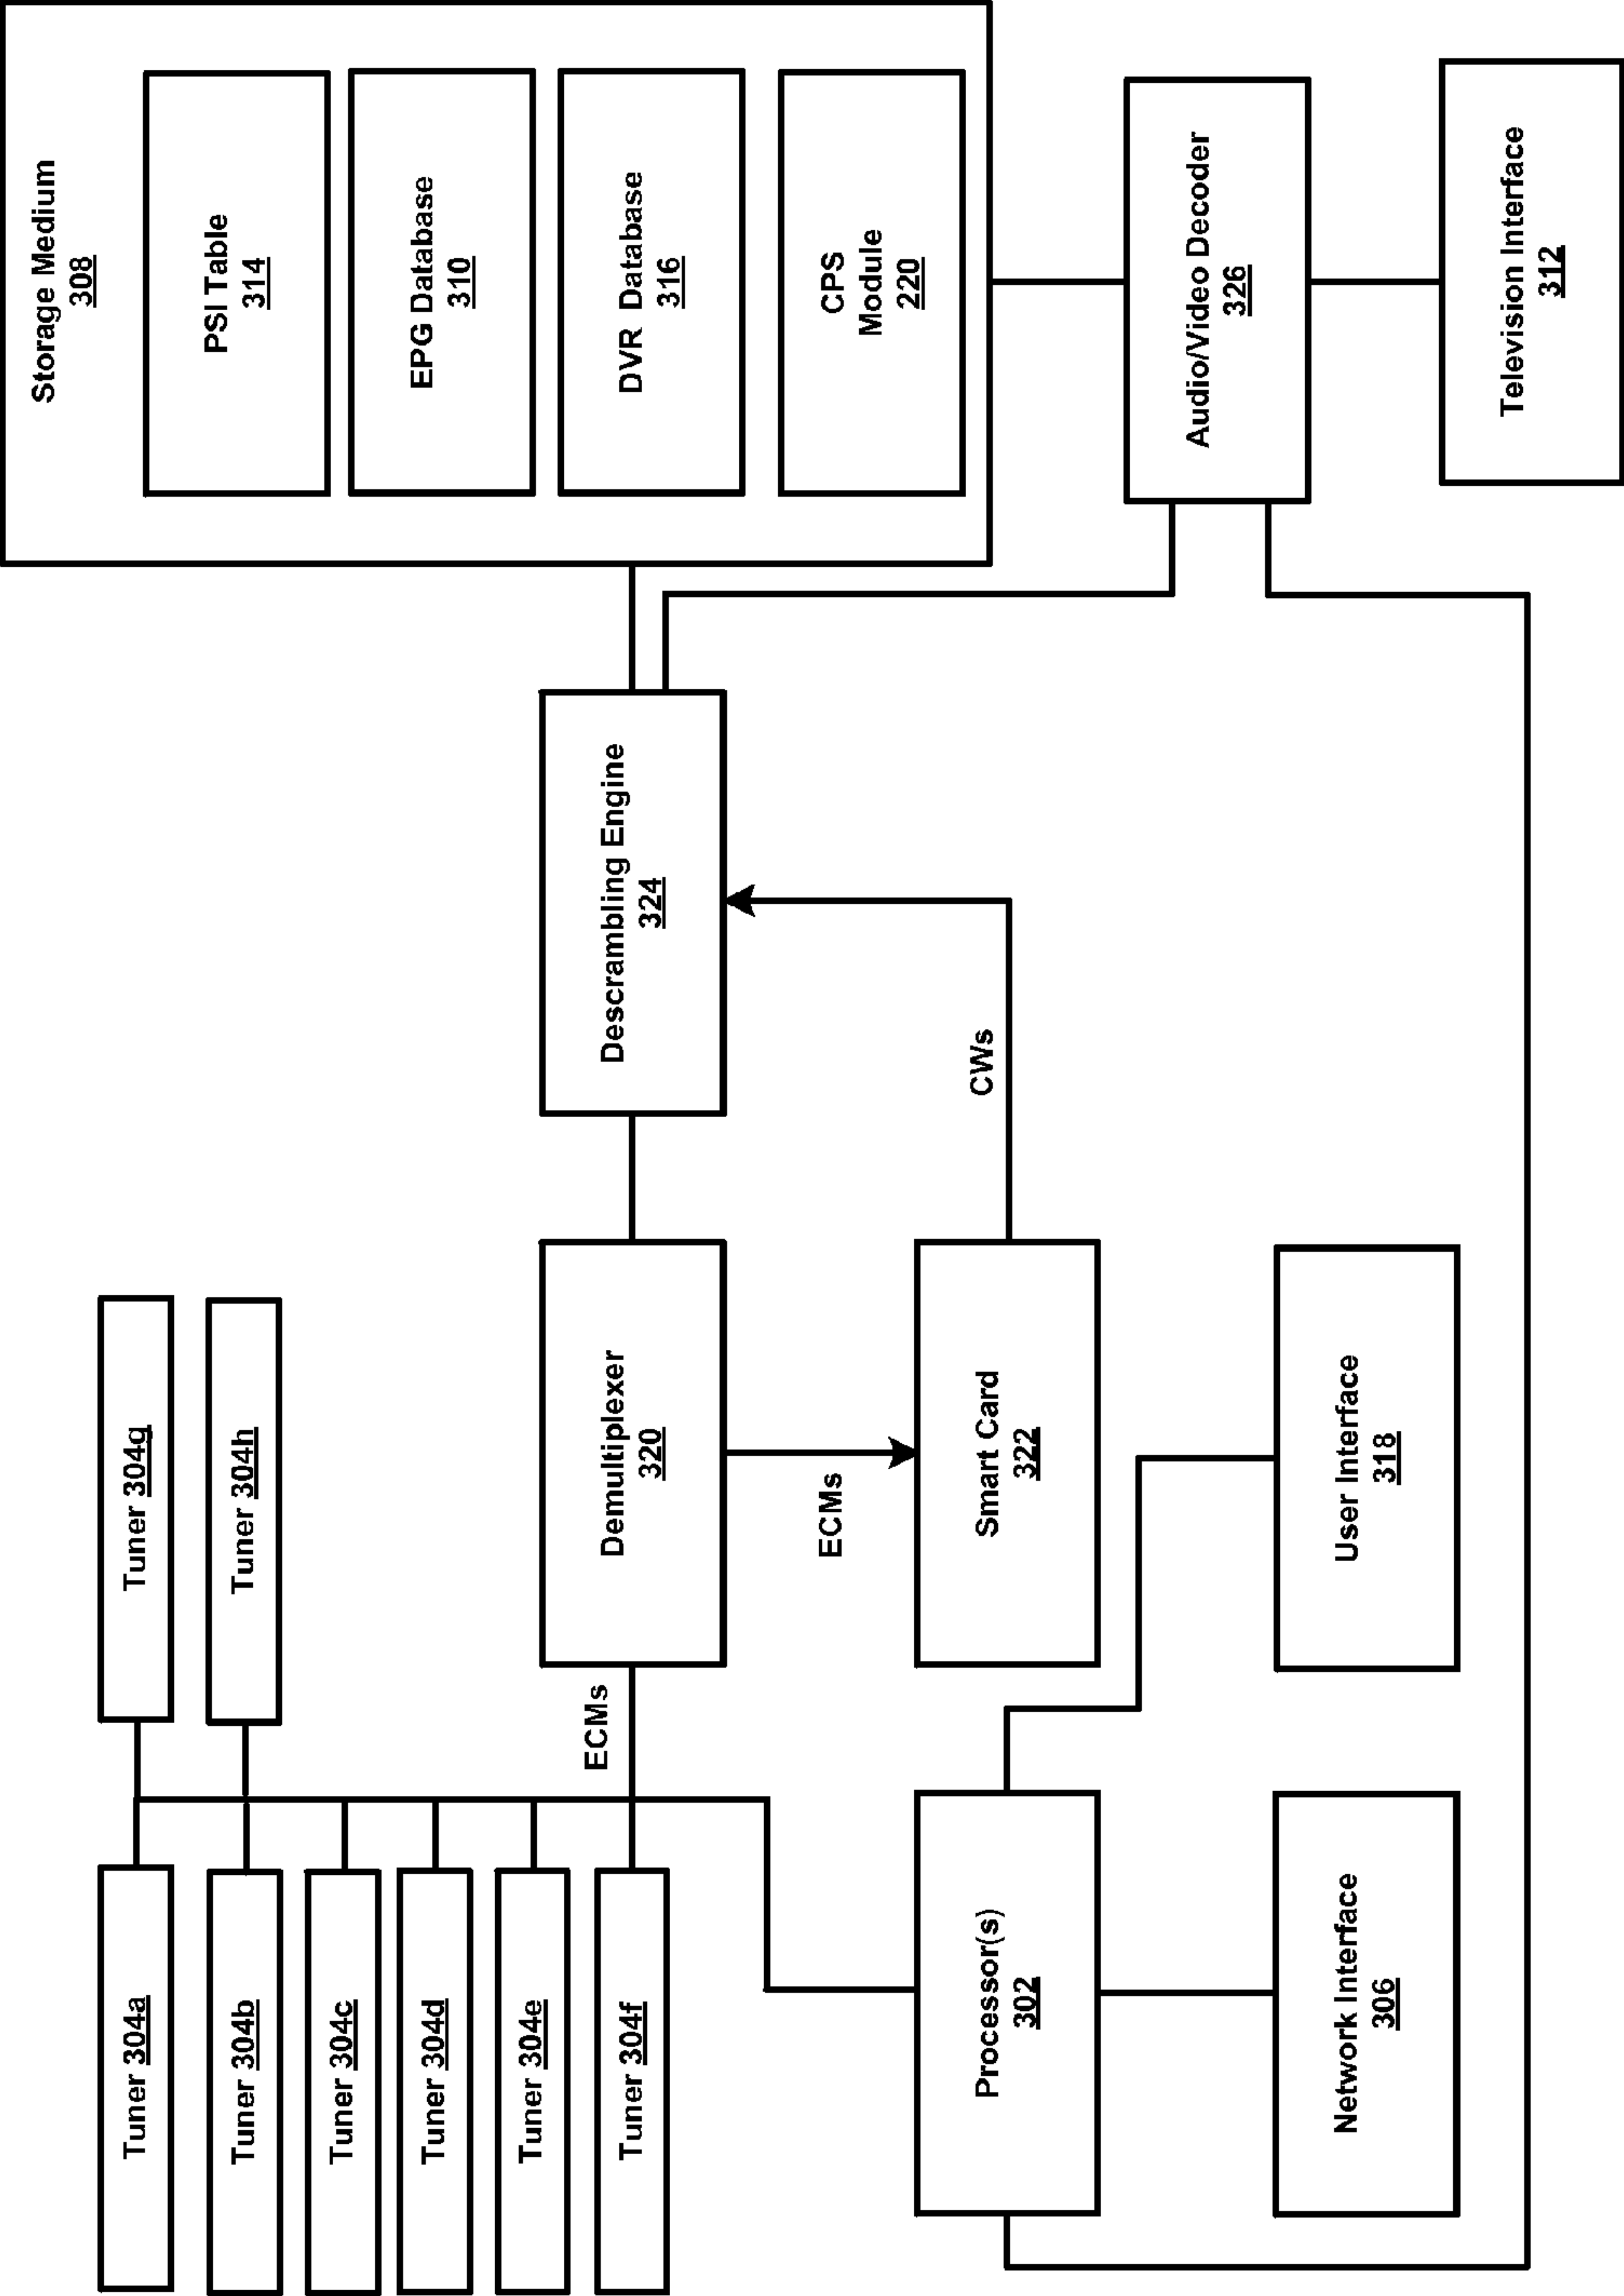 Tuner 304a
Tuner 304b
Tuner 304c
Tuner 304d
Tuner 304e
Tuner 304f
Tuner 304g
Tuner 304h
ECMs
Demultiplexer
320
ECMs
Descrambling Engine
324
CWs
Smart Card
322
Processor(s)
302
Network Interface
306
User Interface
318
Storage Medium
308
PSI Table
314
EPG Database
310
DVR Database
316
CPS
Module
220
Audio/Video Decoder
326
Television Interface
312